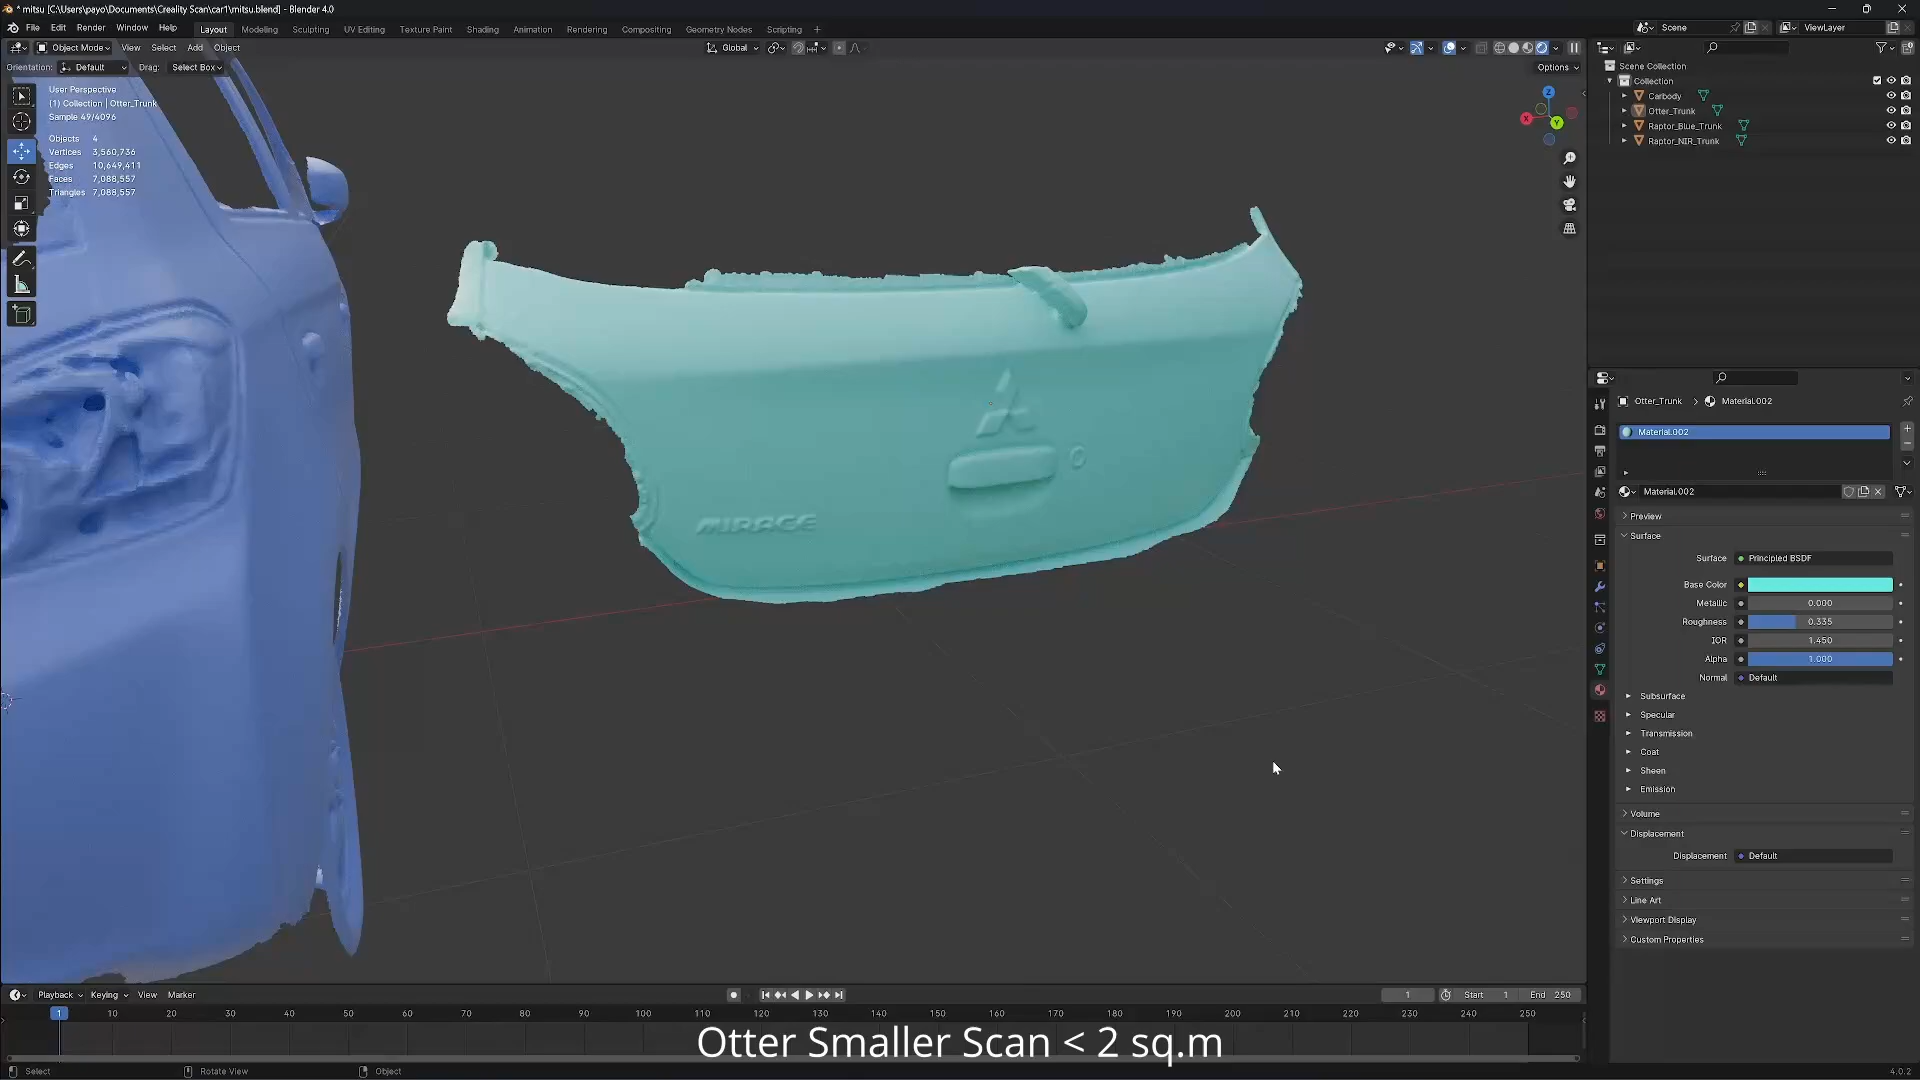 * mitsu [C:\Users\payo\Documents\Creality Scan\car1\mitsu.blend] - Blender 4.0
File Edit Render Window Help Layout Modeling Sculpting UV Editing Texture Paint Shading Animation Rendering Compositing Geometry Nodes Scripting +
Scene ViewLayer
Object Mode View Select Add Object Global
Orientation: Default Drag: Select Box Options
User Perspective
(1) Collection | Otter_Trunk
Sample 49/4096
Objects 4
Vertices 3,560,736
Edges 10,649,411
Faces 7,088,557
Triangles 7,088,557
Z
X
Y
MIRAGE
Scene Collection
Collection
Carbody
Otter_Trunk
Raptor_Blue_Trunk
Raptor_NIR_Trunk
Otter_Trunk > Material.002
Material.002
Material.002
Preview
Surface
Surface Principled BSDF
Base Color
Metallic 0.000
Roughness 0.335
IOR 1.450
Alpha 1.000
Normal Default
Subsurface
Specular
Transmission
Coat
Sheen
Emission
Volume
Displacement
Displacement Default
Settings
Line Art
Viewport Display
Custom Properties
Playback Keying View Marker 1 Start 1 End 250
1 10 20 30 40 50 60 70 80 90 100 110 120 130 140 150 160 170 180 190 200 210 220 230 240 250
Otter Smaller Scan < 2 sq.m
Select Rotate View Object 4.0.2